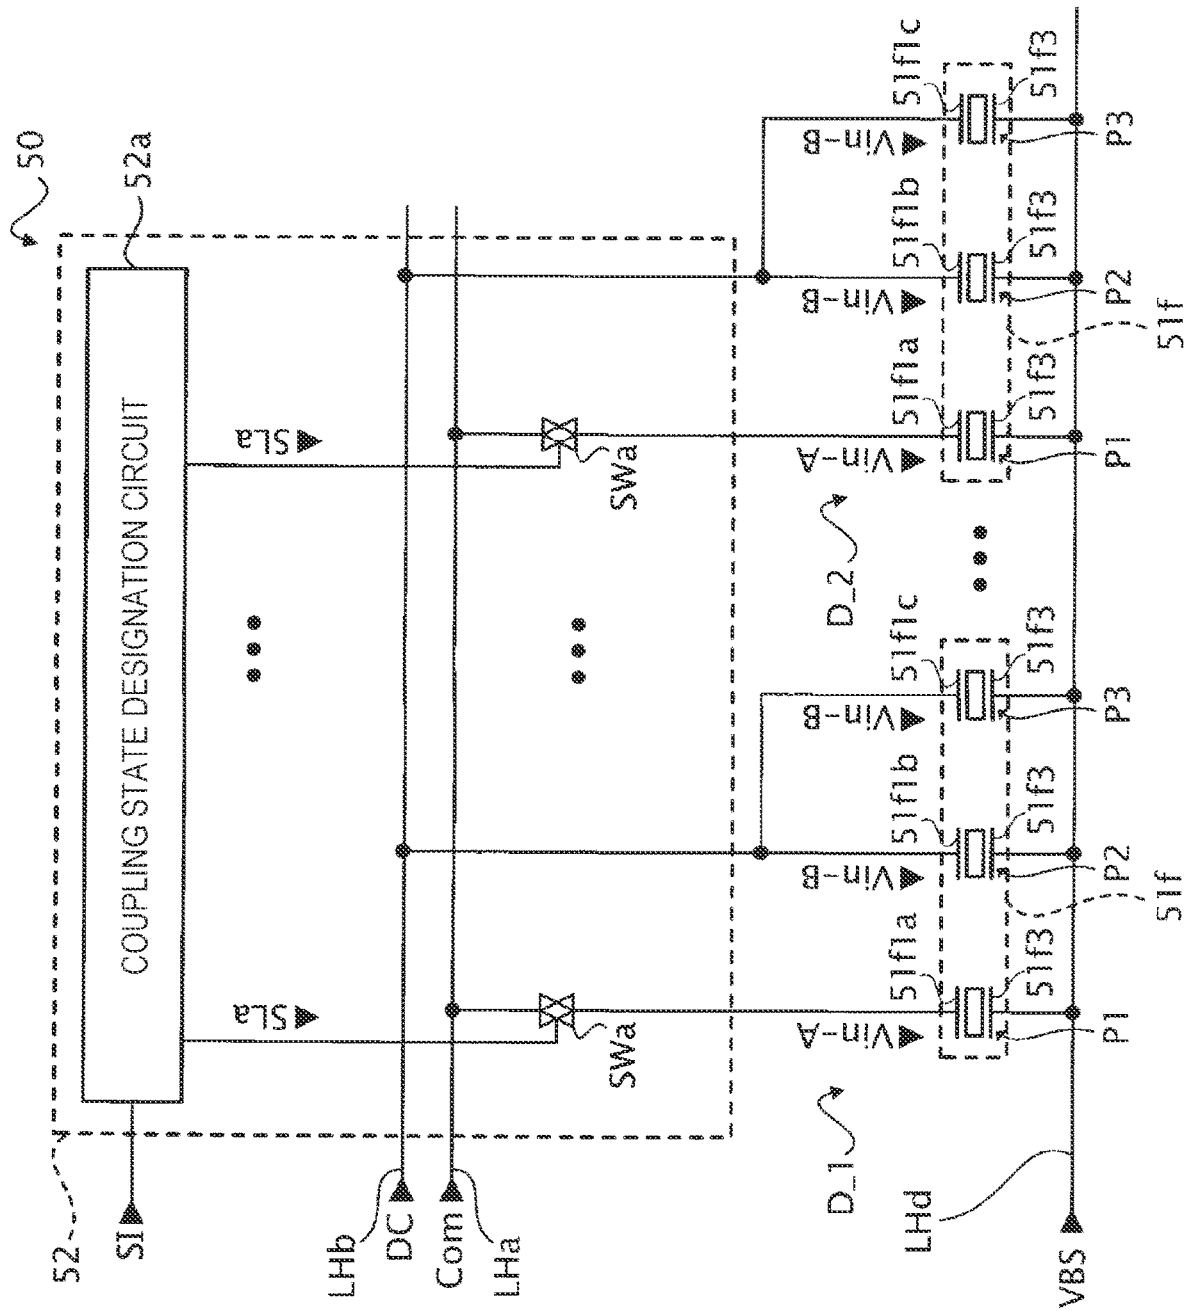 50
52
52a
SI
COUPLING STATE DESIGNATION CIRCUIT
SLa
SLa
LHb
DC
Com
LHa
SWa
SWa
D_1
D_2
Vin-A
Vin-B
Vin-B
Vin-A
Vin-B
Vin-B
51f1a
51f1b
51f1c
51f1a
51f1b
51f1c
51f3
51f3
51f3
51f3
51f3
51f3
LHd
VBS
P1
P2
P3
P1
P2
P3
51f
51f